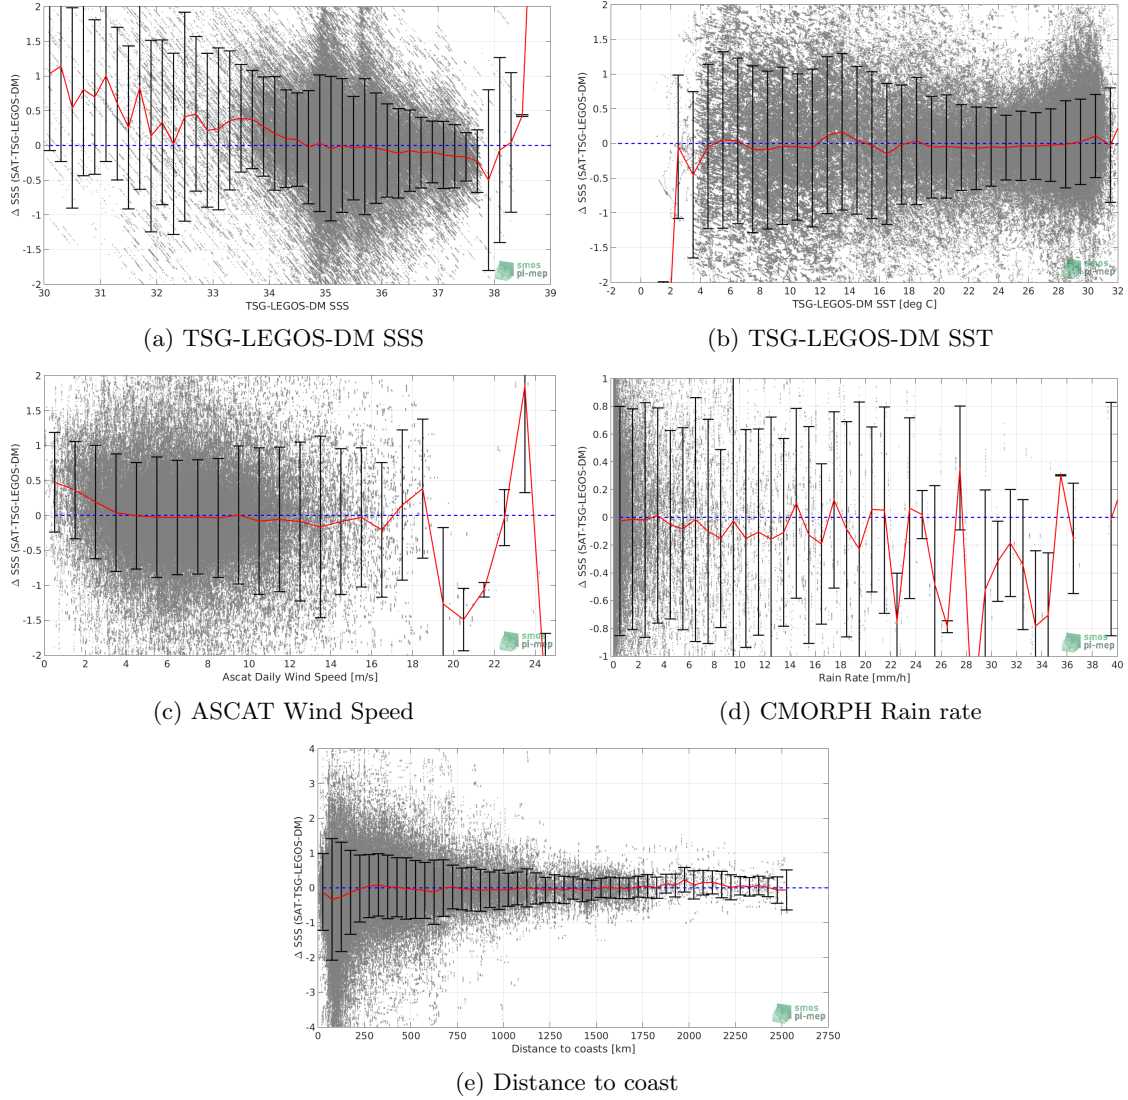 2
1.5
1
0.5
0
-0.5
-1
-1.5
-2
Δ SSS (SAT-TSG-LEGOS-DM)
30 31 32 33 34 35 36 37 38 39
TSG-LEGOS-DM SSS
smos
pi-mep
(a) TSG-LEGOS-DM SSS
2
1.5
1
0.5
0
-0.5
-1
-1.5
-2
Δ SSS (SAT-TSG-LEGOS-DM)
-2 0 2 4 6 8 10 12 14 16 18 20 22 24 26 28 30 32
TSG-LEGOS-DM SST [deg C]
smos
pi-mep
(b) TSG-LEGOS-DM SST
2
1.5
1
0.5
0
-0.5
-1
-1.5
-2
Δ SSS (SAT-TSG-LEGOS-DM)
0 2 4 6 8 10 12 14 16 18 20 22 24
Ascat Daily Wind Speed [m/s]
smos
pi-mep
(c) ASCAT Wind Speed
1
0.8
0.6
0.4
0.2
0
-0.2
-0.4
-0.6
-0.8
-1
Δ SSS (SAT-TSG-LEGOS-DM)
0 2 4 6 8 10 12 14 16 18 20 22 24 26 28 30 32 34 36 38 40
Rain Rate [mm/h]
smos
pi-mep
(d) CMORPH Rain rate
4
3
2
1
0
-1
-2
-3
-4
Δ SSS (SAT-TSG-LEGOS-DM)
0 250 500 750 1000 1250 1500 1750 2000 2250 2500 2750
Distance to coasts [km]
smos
pi-mep
(e) Distance to coast